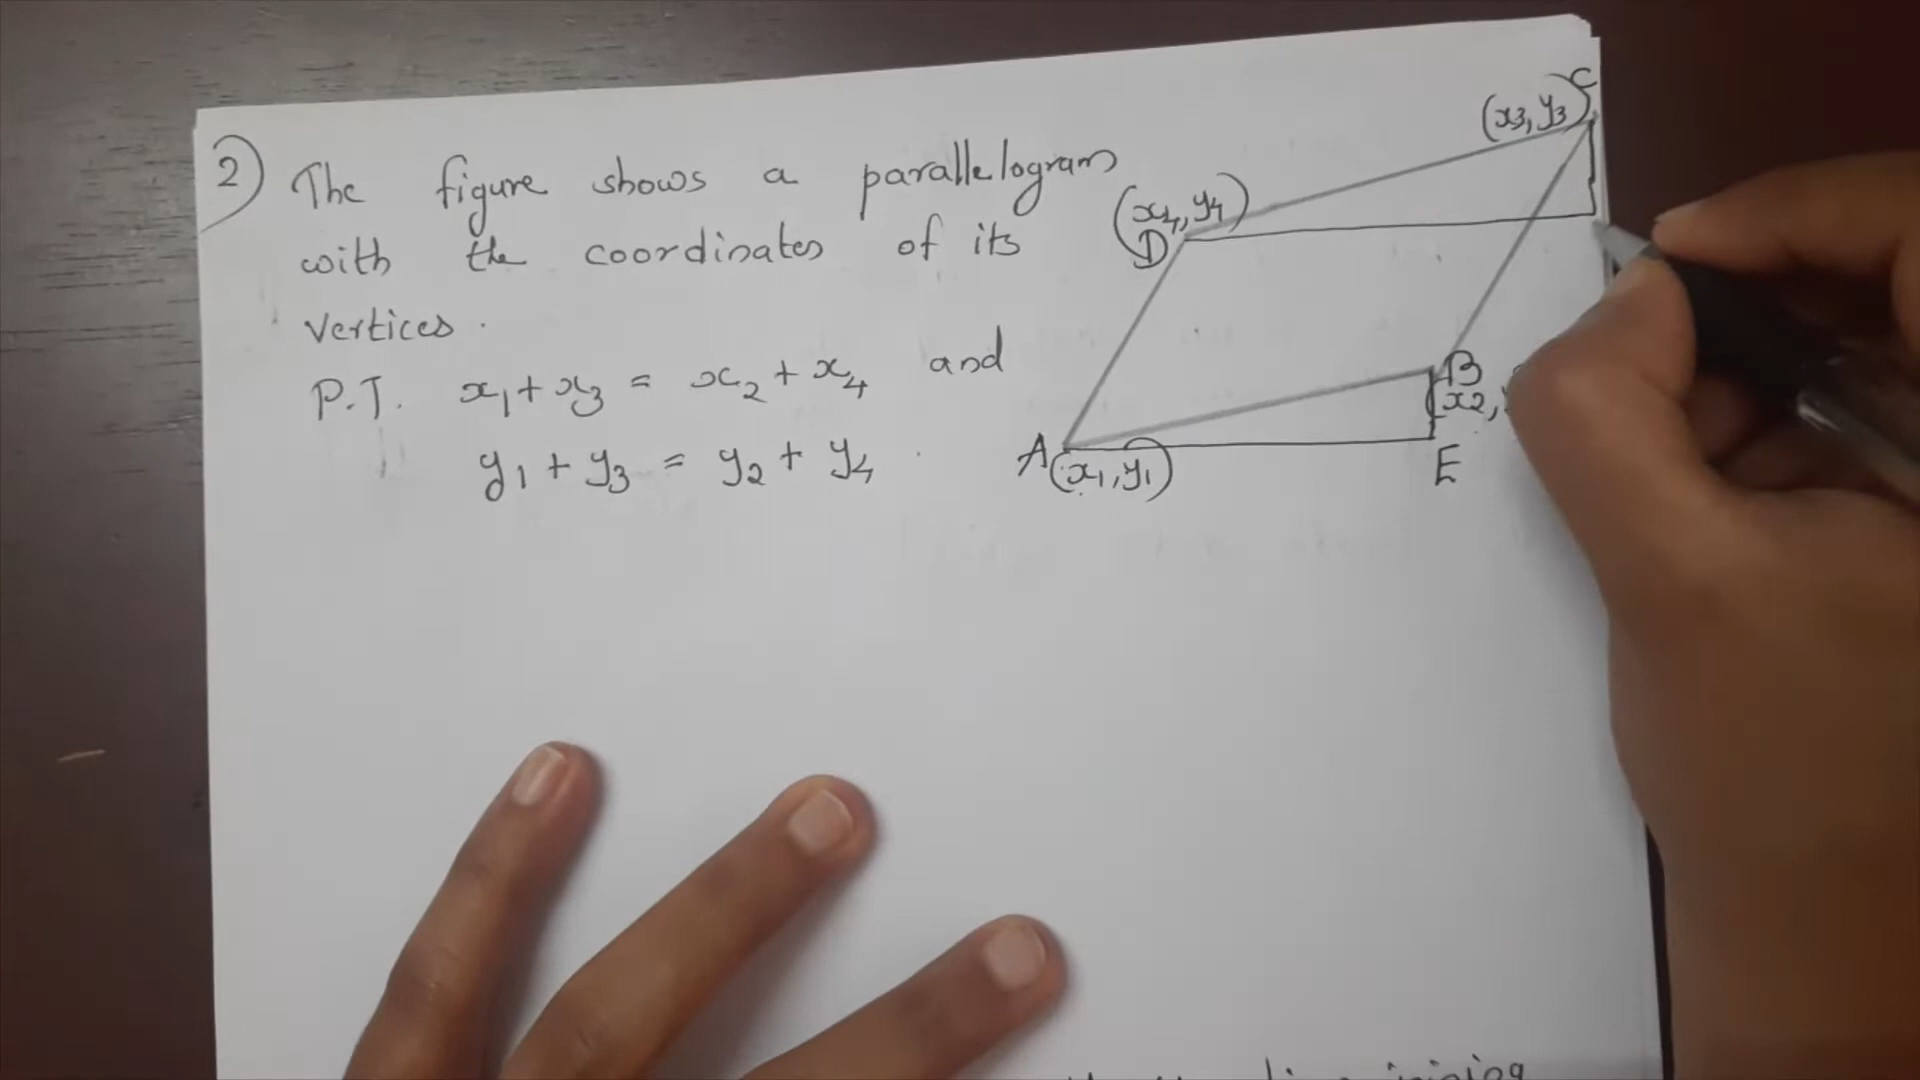 2) The figure shows a parallelogram
with the coordinates of its
vertices.
P.T. x1 + x3 = x2 + x4 and
y1 + y3 = y2 + y4.
C
(x3, y3)
(x4, y4)
D
B
(x2,
A (x1, y1)
E
joining